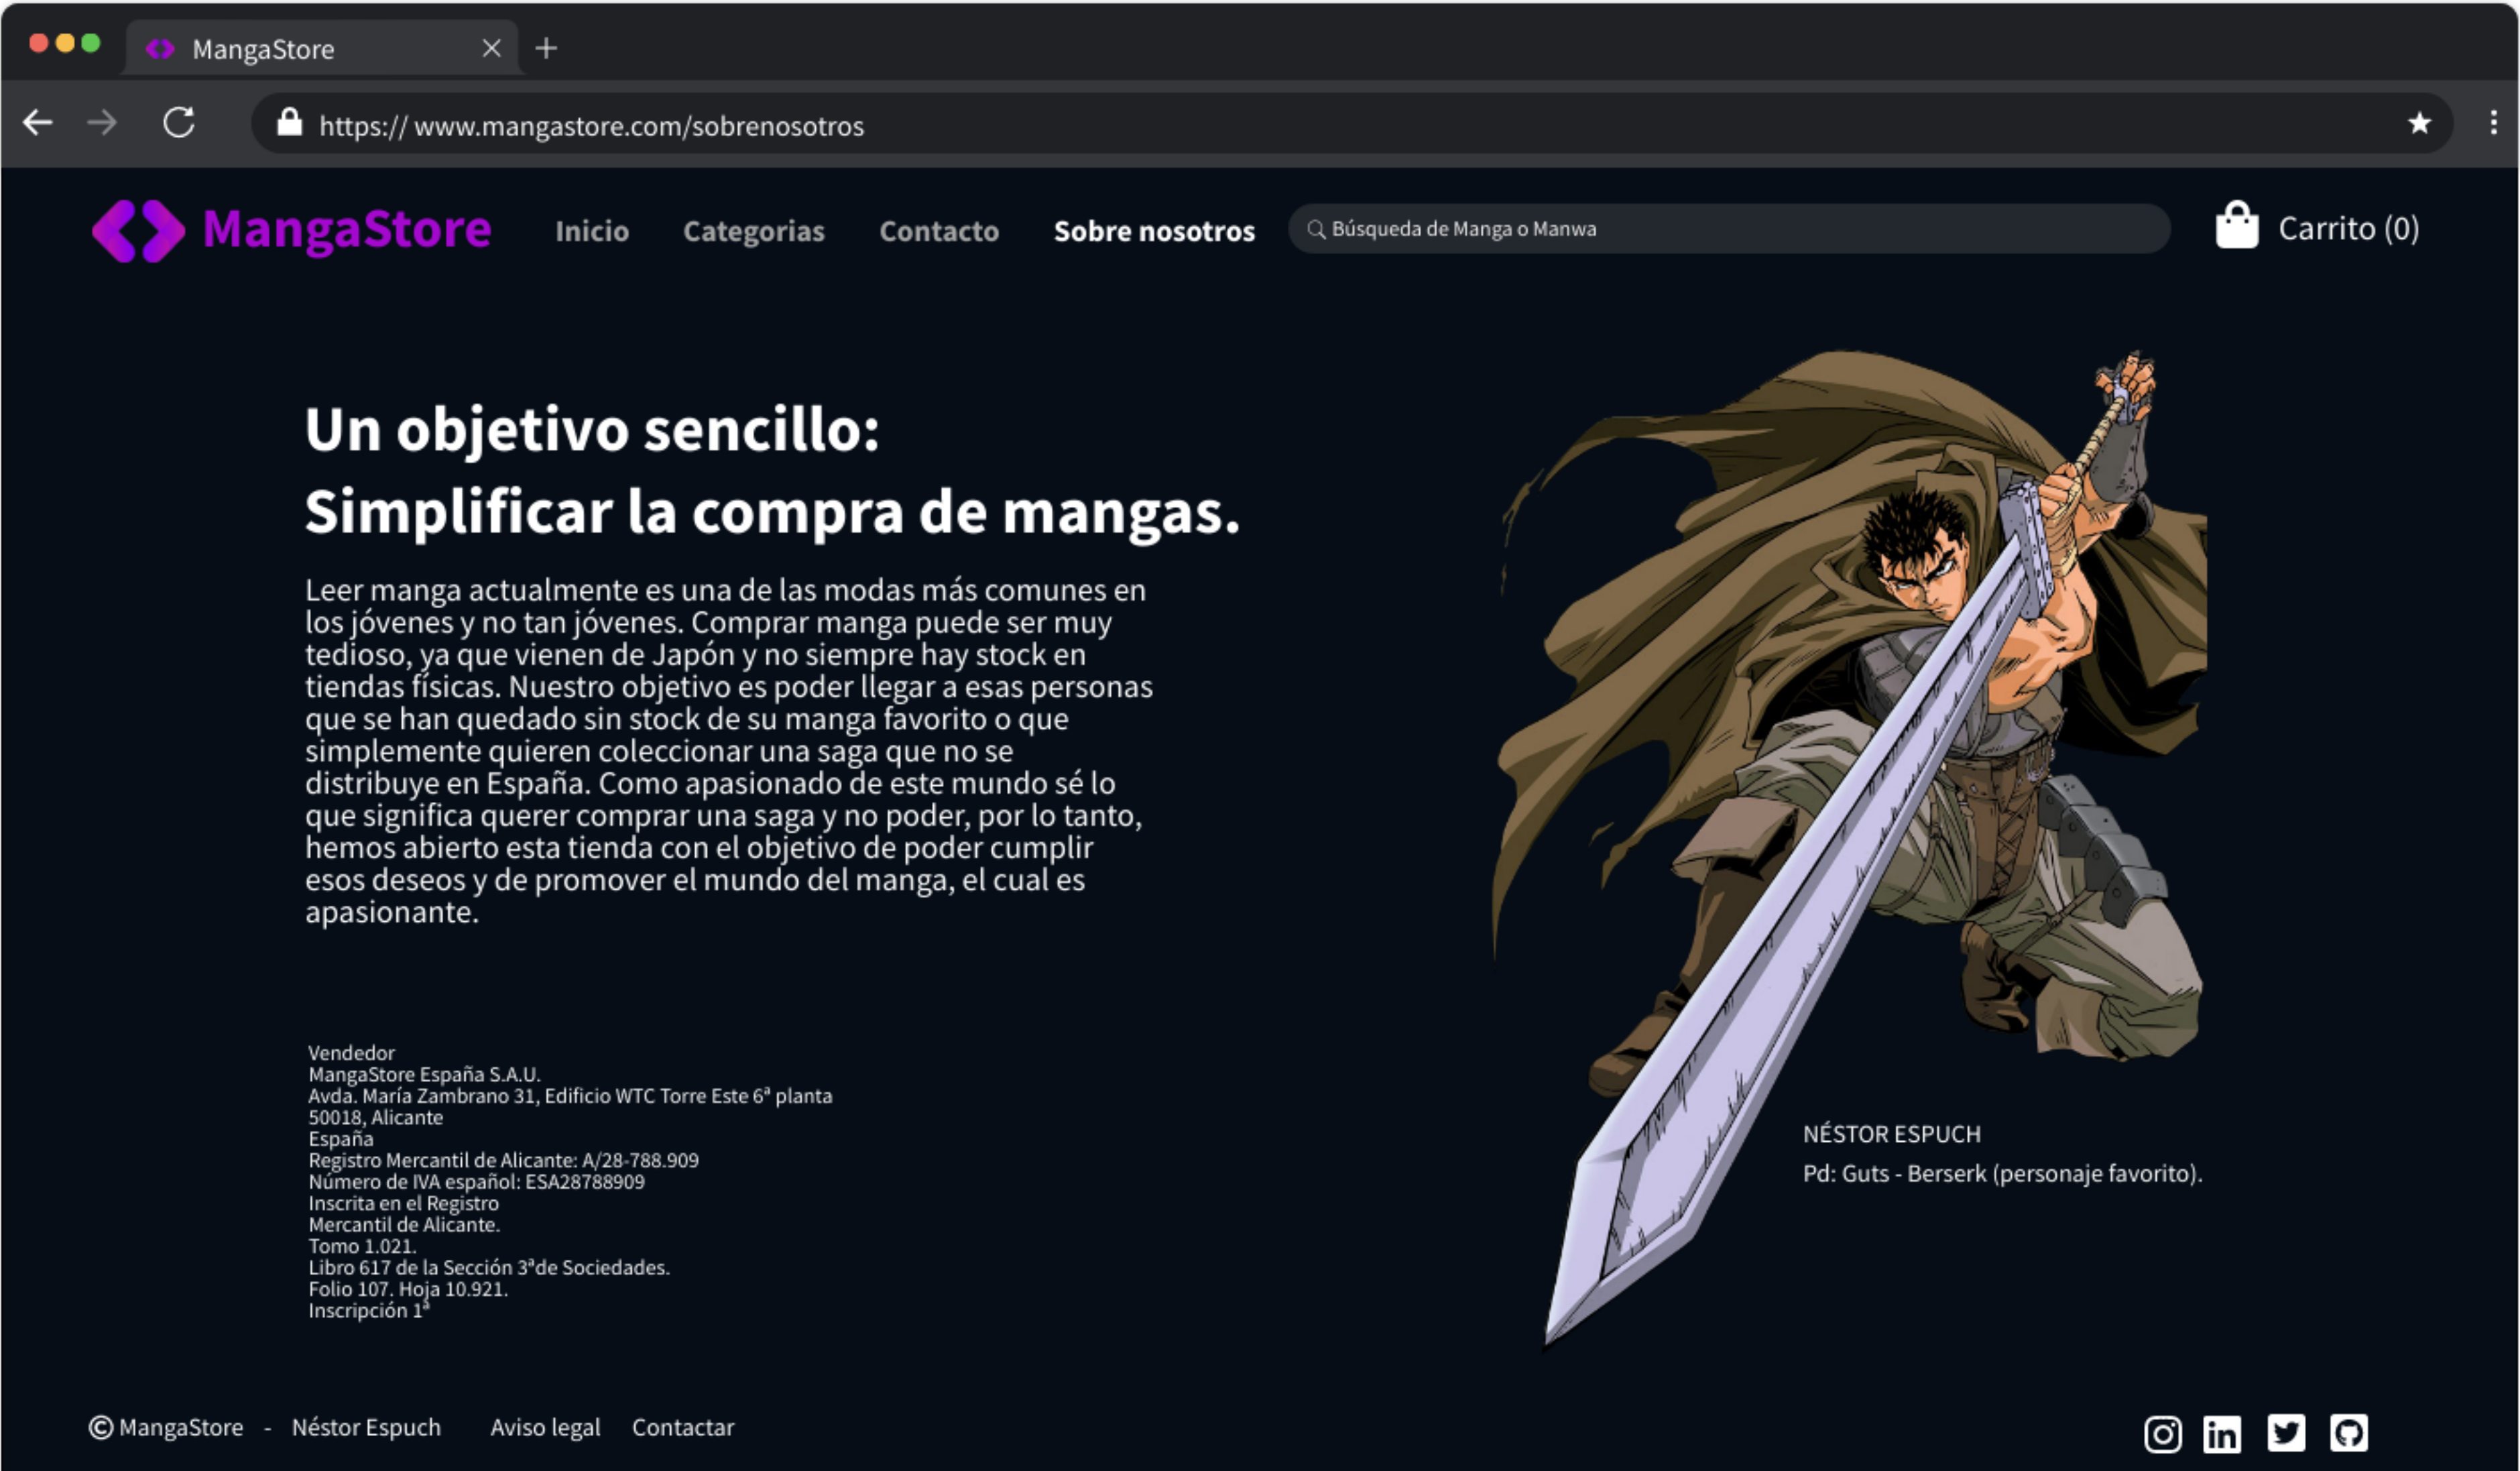 MangaStore
https:// www.mangastore.com/sobrenosotros
MangaStore
Inicio
Categorias
Contacto
Sobre nosotros
Búsqueda de Manga o Manwa
Carrito (0)
Un objetivo sencillo:
Simplificar la compra de mangas.
Leer manga actualmente es una de las modas más comunes en
los jóvenes y no tan jóvenes. Comprar manga puede ser muy
tedioso, ya que vienen de Japón y no siempre hay stock en
tiendas físicas. Nuestro objetivo es poder llegar a esas personas
que se han quedado sin stock de su manga favorito o que
simplemente quieren coleccionar una saga que no se
distribuye en España. Como apasionado de este mundo sé lo
que significa querer comprar una saga y no poder, por lo tanto,
hemos abierto esta tienda con el objetivo de poder cumplir
esos deseos y de promover el mundo del manga, el cual es
apasionante.
Vendedor
MangaStore España S.A.U.
Avda. María Zambrano 31, Edificio WTC Torre Este 6ª planta
50018, Alicante
España
Registro Mercantil de Alicante: A/28-788.909
Número de IVA español: ESA28788909
Inscrita en el Registro
Mercantil de Alicante.
Tomo 1.021.
Libro 617 de la Sección 3ªde Sociedades.
Folio 107. Hoja 10.921.
Inscripción 1ª
NÉSTOR ESPUCH
Pd: Guts - Berserk (personaje favorito).
© MangaStore - Néstor Espuch
Aviso legal
Contactar
in